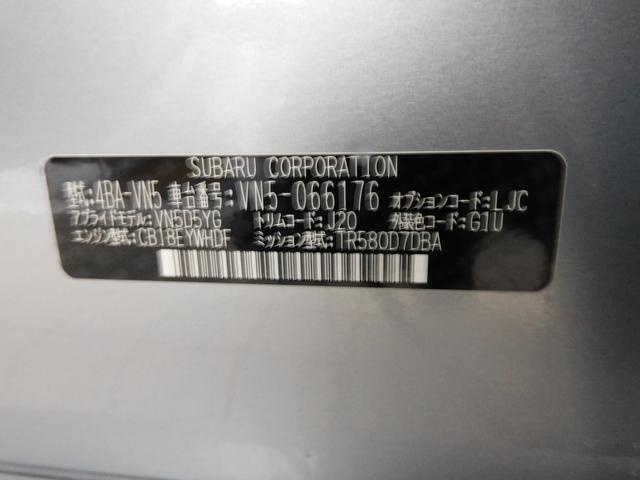 SUBARU CORPORATION
型式:4BA-VN5 車台番号:VN5-066176 オプションコード:LJC
アプライドモデル:VN5D5YG トリムコード:J20 外装色コード:G1U
エンジン型式:CB18EYWHDF ミッション型式:TR580D7DBA